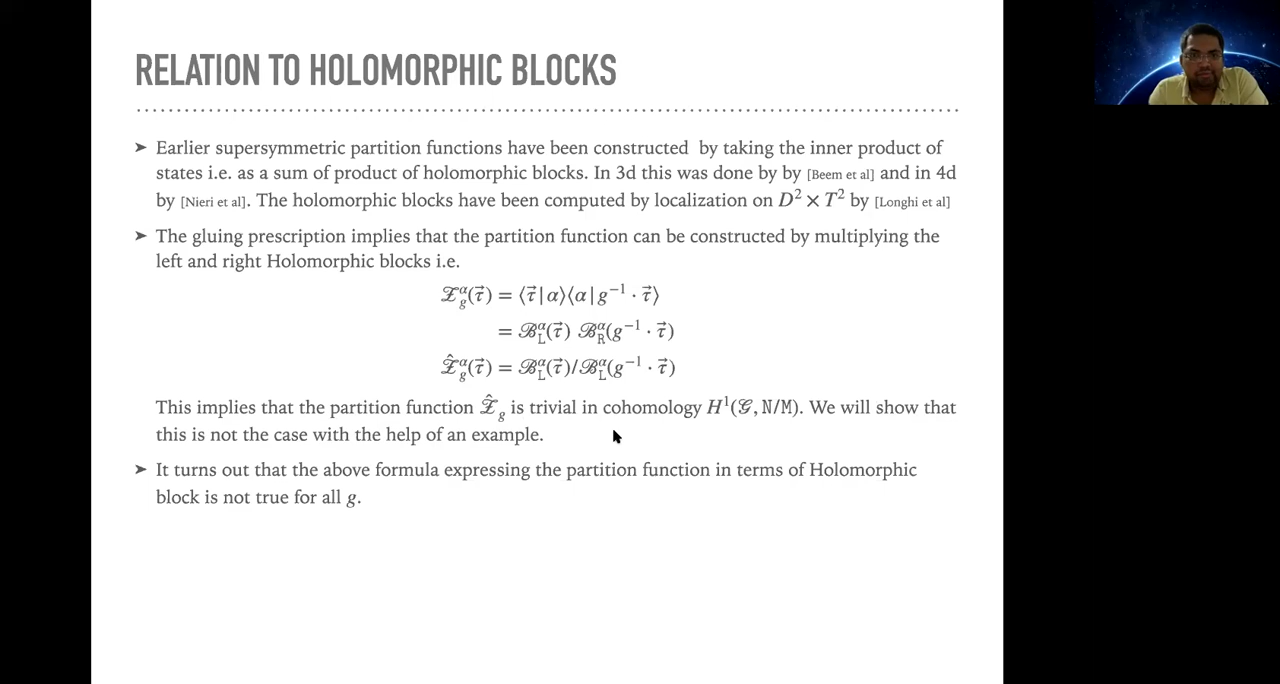 RELATION TO HOLOMORPHIC BLOCKS
➤ Earlier supersymmetric partition functions have been constructed by taking the inner product of
states i.e. as a sum of product of holomorphic blocks. In 3d this was done by by [Beem et al] and in 4d
by [Nieri et al]. The holomorphic blocks have been computed by localization on D² × T² by [Longhi et al]
➤ The gluing prescription implies that the partition function can be constructed by multiplying the
left and right Holomorphic blocks i.e.
𝒵_g^α(τ⃗) = ⟨τ⃗|α⟩⟨α|g⁻¹ · τ⃗⟩
= ℬ_L^α(τ⃗) ℬ_R^α(g⁻¹ · τ⃗)
𝒵̂_g^α(τ⃗) = ℬ_L^α(τ⃗)/ℬ_L^α(g⁻¹ · τ⃗)
This implies that the partition function 𝒵̂_g is trivial in cohomology H¹(𝒢, N/M). We will show that
this is not the case with the help of an example.
➤ It turns out that the above formula expressing the partition function in terms of Holomorphic
block is not true for all g.